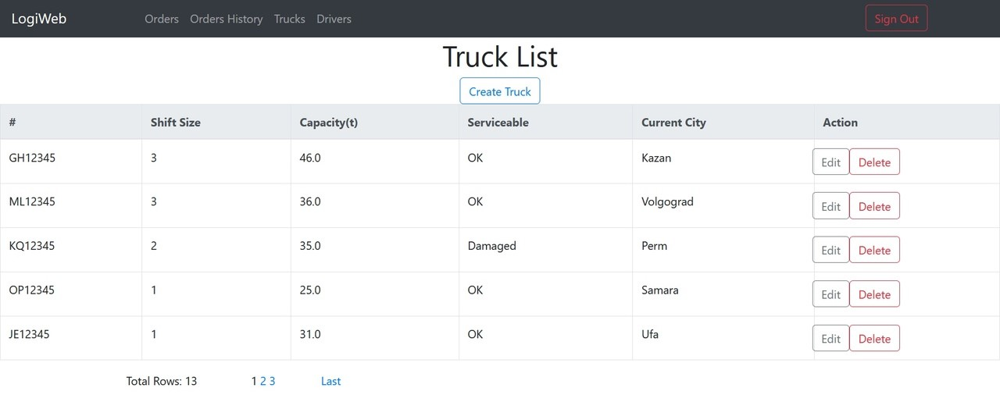 LogiWeb Orders Orders History Trucks Drivers Sign Out
Truck List
Create Truck
# Shift Size Capacity(t) Serviceable Current City Action
GH12345 3 46.0 OK Kazan Edit Delete
ML12345 3 36.0 OK Volgograd Edit Delete
KQ12345 2 35.0 Damaged Perm Edit Delete
OP12345 1 25.0 OK Samara Edit Delete
JE12345 1 31.0 OK Ufa Edit Delete
Total Rows: 13 1 2 3 Last